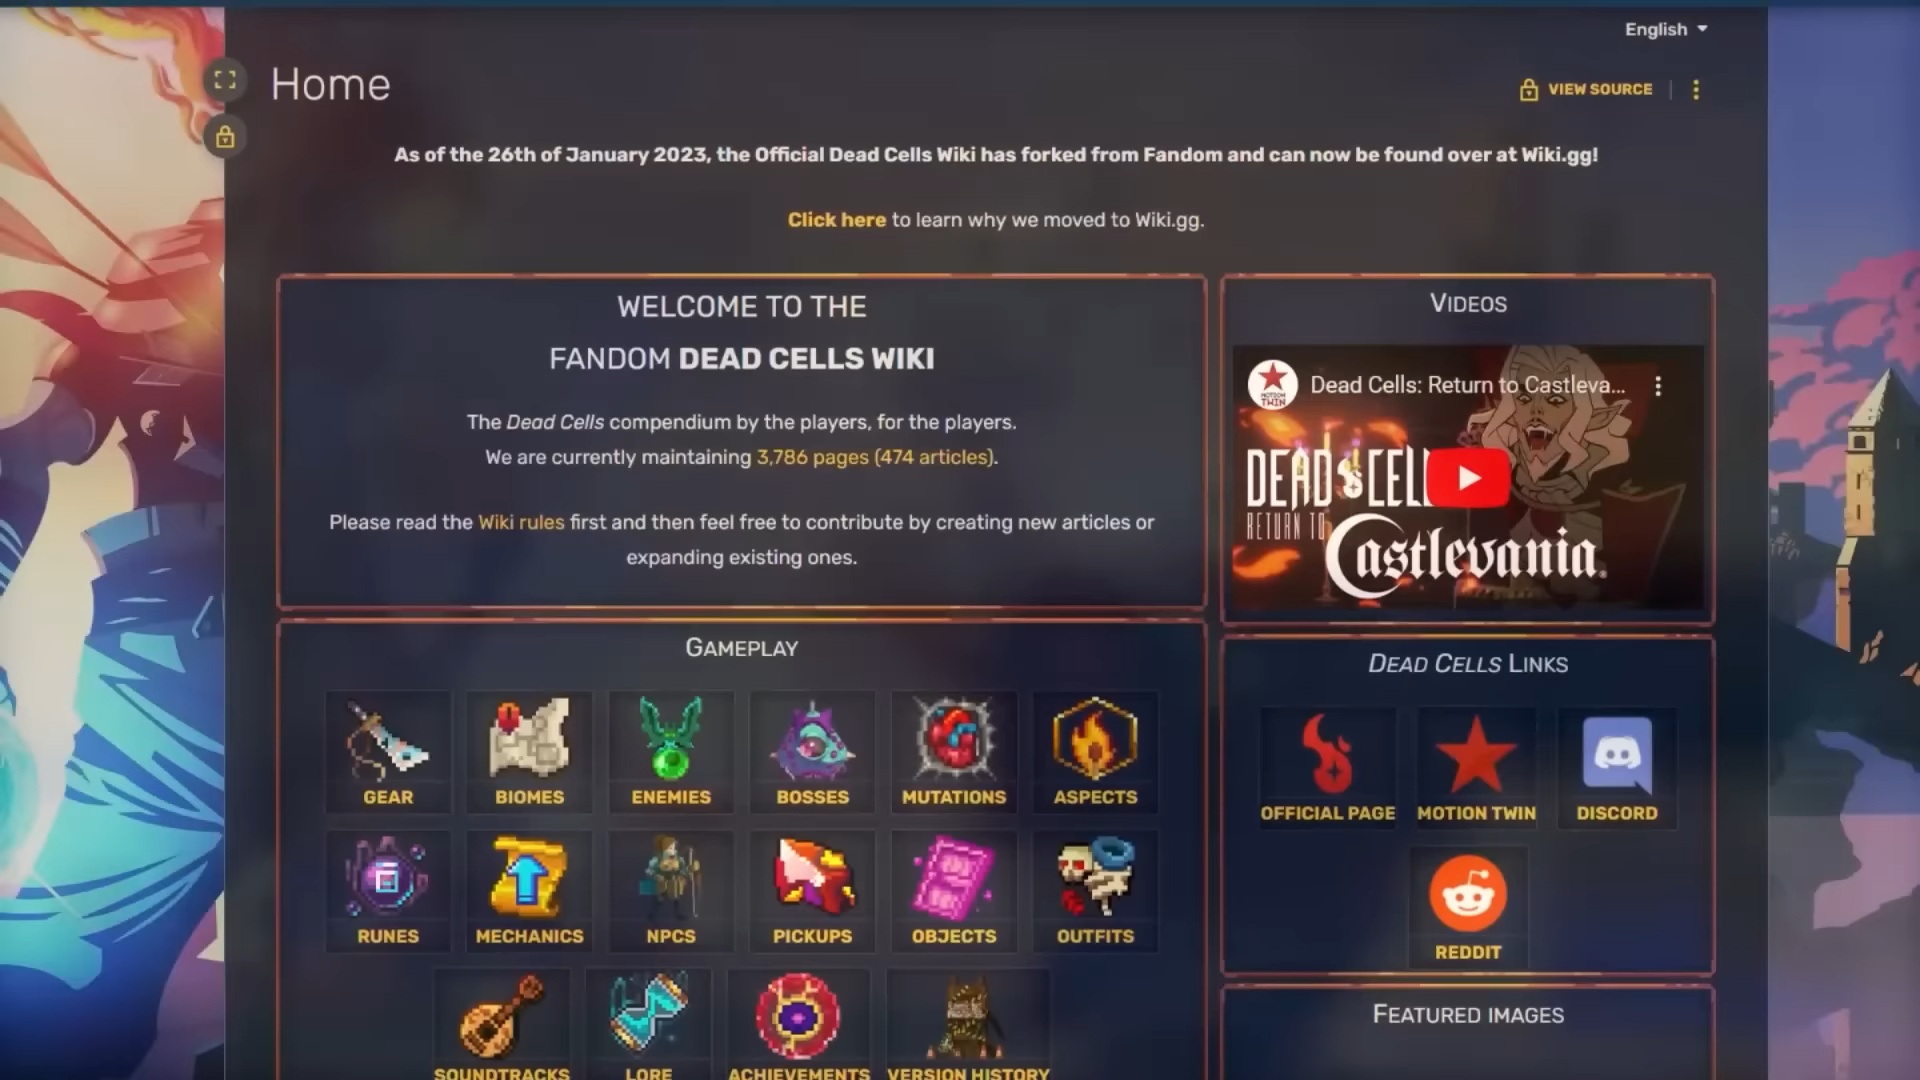 English
Home
VIEW SOURCE
As of the 26th of January 2023, the Official Dead Cells Wiki has forked from Fandom and can now be found over at Wiki.gg!
Click here to learn why we moved to Wiki.gg.
WELCOME TO THE
FANDOM DEAD CELLS WIKI
The Dead Cells compendium by the players, for the players.
We are currently maintaining 3,786 pages (474 articles).
Please read the Wiki rules first and then feel free to contribute by creating new articles or
expanding existing ones.
VIDEOS
MOTION
TWIN
Dead Cells: Return to Castleva...
DEAD CELL
RETURN TO
Castlevania
GAMEPLAY
GEAR
BIOMES
ENEMIES
BOSSES
MUTATIONS
ASPECTS
RUNES
MECHANICS
NPCS
PICKUPS
OBJECTS
OUTFITS
SOUNDTRACKS
LORE
ACHIEVEMENTS
VERSION HISTORY
DEAD CELLS LINKS
OFFICIAL PAGE
MOTION TWIN
DISCORD
REDDIT
FEATURED IMAGES